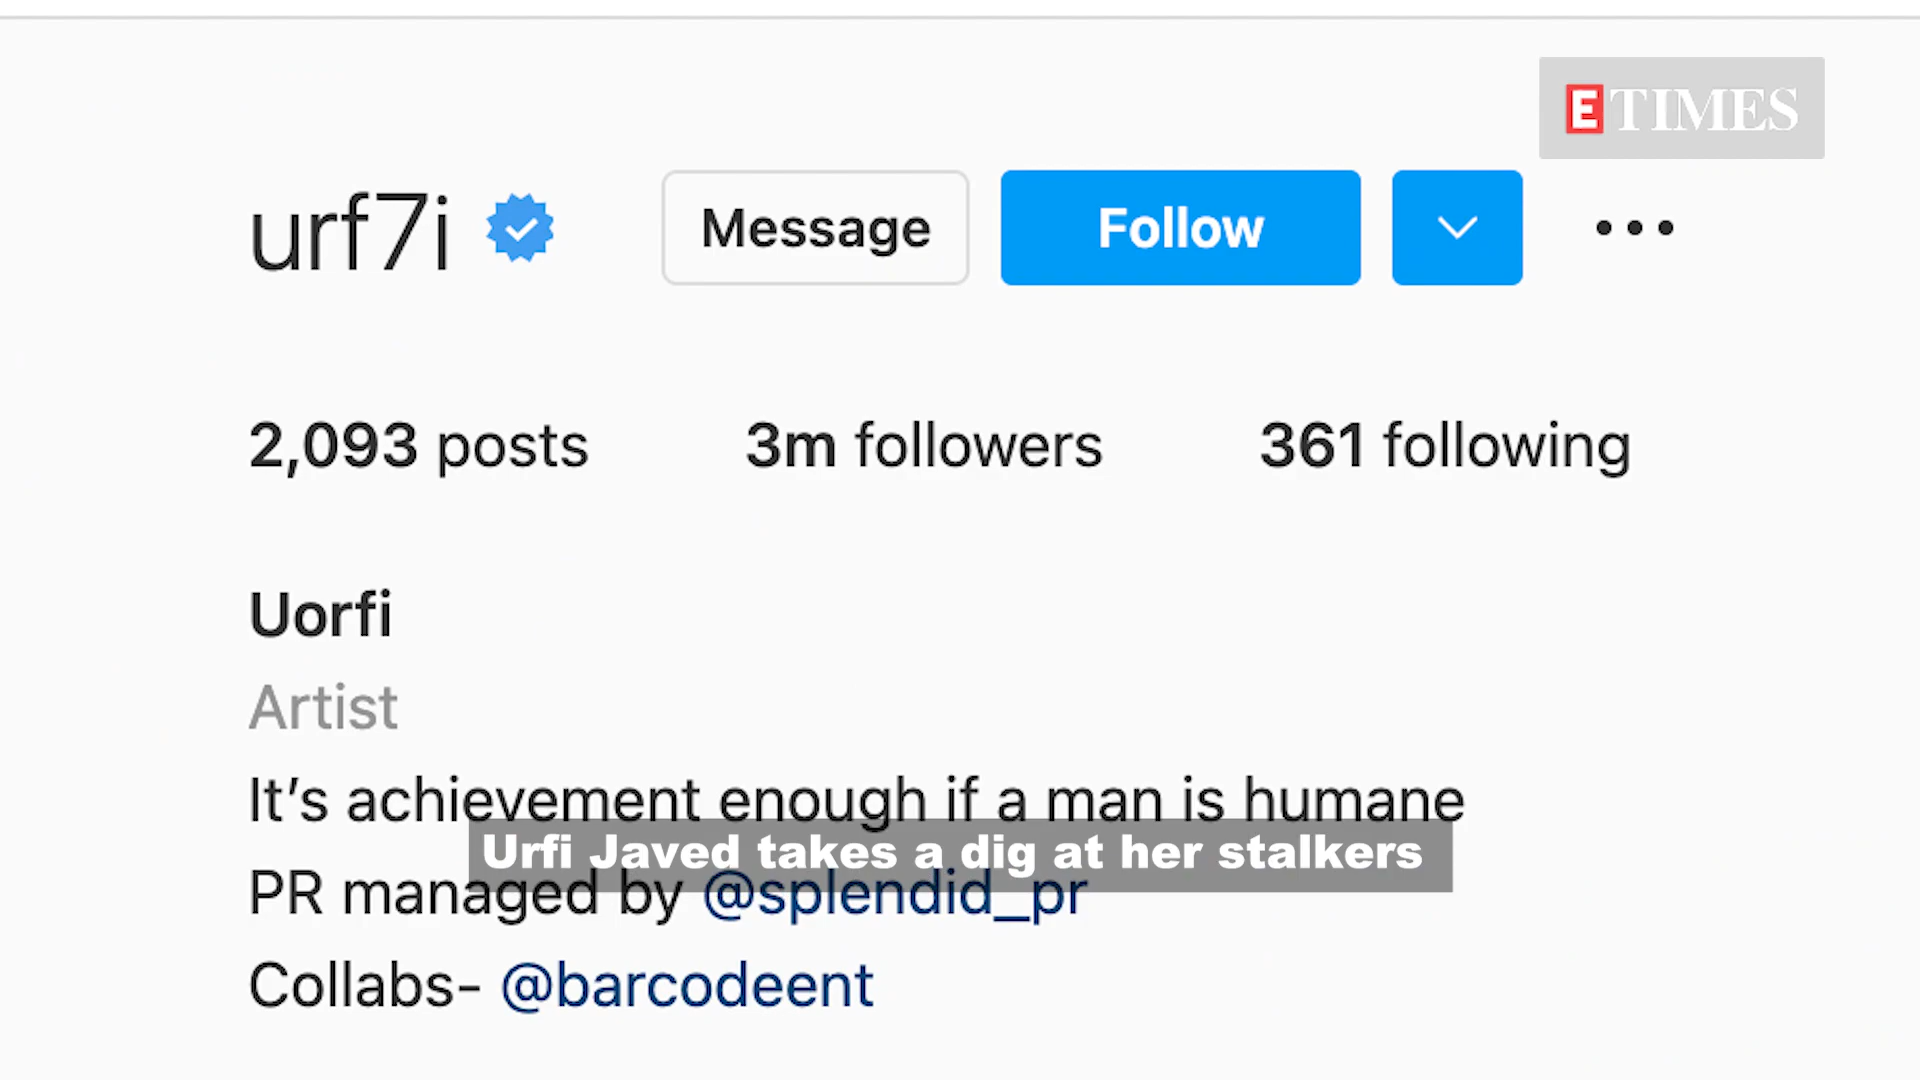 E TIMES
urf7i Message Follow
2,093 posts 3m followers 361 following
Uorfi
Artist
It’s achievement enough if a man is humane
Urfi Javed takes a dig at her stalkers
PR managed by @splendid_pr
Collabs- @barcodeent